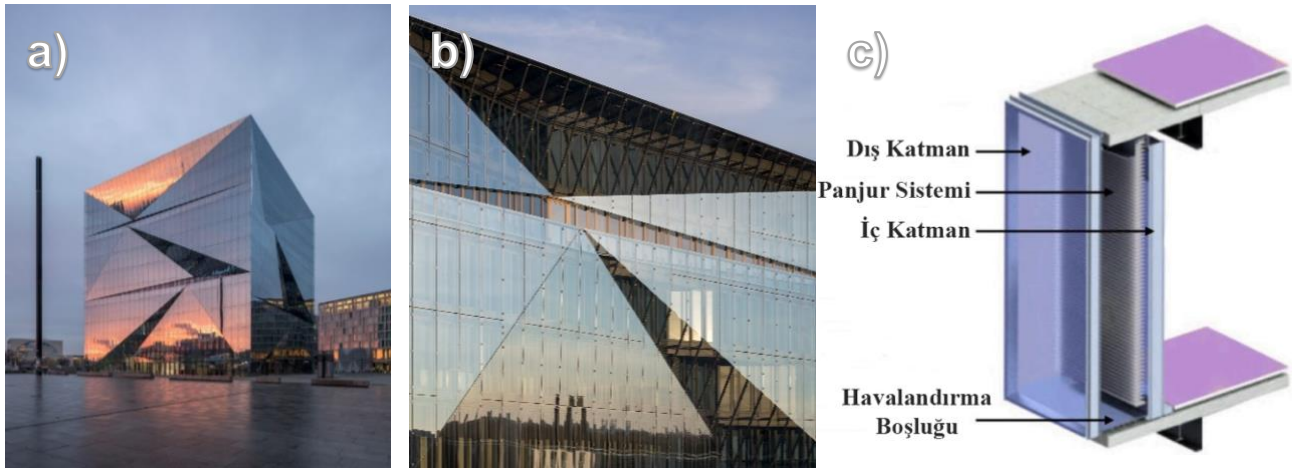 a)
b)
c)
Dış Katman
Panjur Sistemi
İç Katman
Havalandırma
Boşluğu